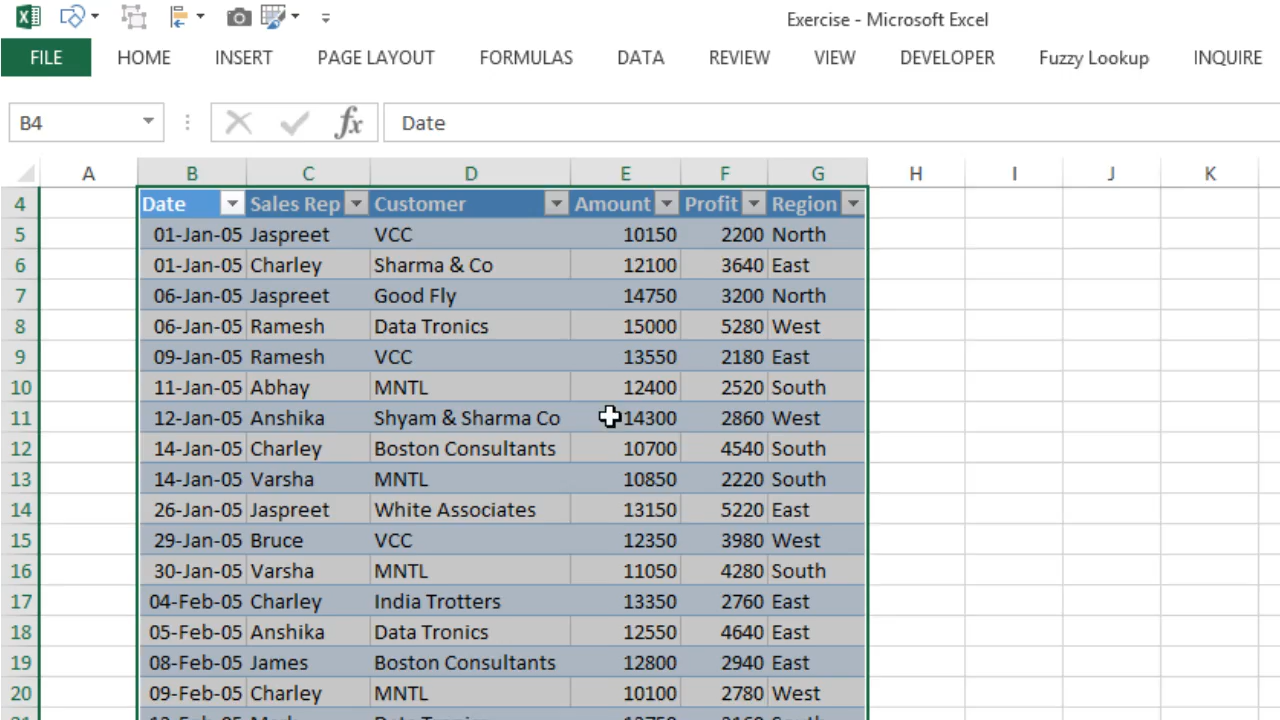 Exercise - Microsoft Excel
FILE HOME INSERT PAGE LAYOUT FORMULAS DATA REVIEW VIEW DEVELOPER Fuzzy Lookup INQUIRE
B4 fx Date
A B C D E F G H I J K
4 Date Sales Rep Customer Amount Profit Region
5 01-Jan-05 Jaspreet VCC 10150 2200 North
6 01-Jan-05 Charley Sharma & Co 12100 3640 East
7 06-Jan-05 Jaspreet Good Fly 14750 3200 North
8 06-Jan-05 Ramesh Data Tronics 15000 5280 West
9 09-Jan-05 Ramesh VCC 13550 2180 East
10 11-Jan-05 Abhay MNTL 12400 2520 South
11 12-Jan-05 Anshika Shyam & Sharma Co 14300 2860 West
12 14-Jan-05 Charley Boston Consultants 10700 4540 South
13 14-Jan-05 Varsha MNTL 10850 2220 South
14 26-Jan-05 Jaspreet White Associates 13150 5220 East
15 29-Jan-05 Bruce VCC 12350 3980 West
16 30-Jan-05 Varsha MNTL 11050 4280 South
17 04-Feb-05 Charley India Trotters 13350 2760 East
18 05-Feb-05 Anshika Data Tronics 12550 4640 East
19 08-Feb-05 James Boston Consultants 12800 2940 East
20 09-Feb-05 Charley MNTL 10100 2780 West